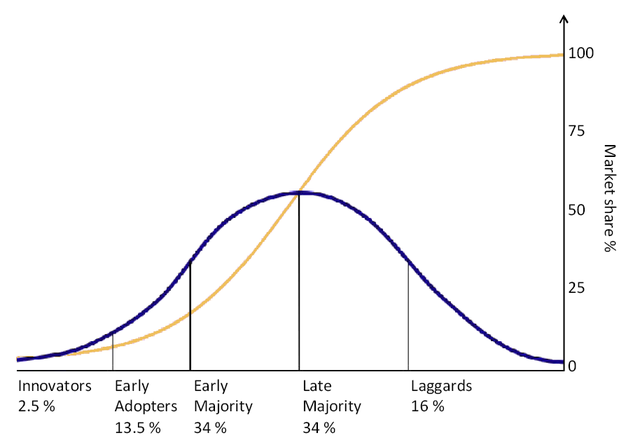 100
75
50
25
0
Market share %
Innovators
2.5 %
Early
Adopters
13.5 %
Early
Majority
34 %
Late
Majority
34 %
Laggards
16 %